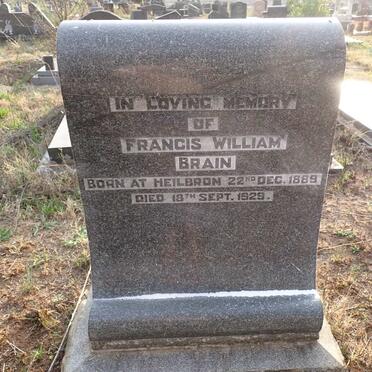 IN LOVING MEMORY
OF
FRANCIS WILLIAM
BRAIN
BORN AT HEILBRON 22ND DEC. 1889
DIED 18TH SEPT. 1929.